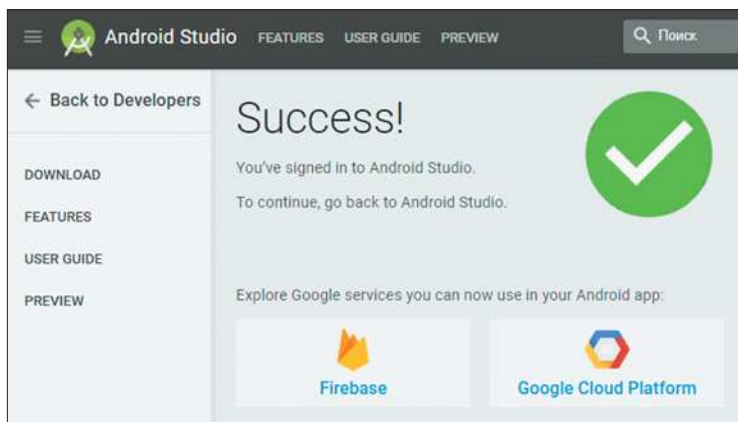 Android Studio FEATURES USER GUIDE PREVIEW Поиск
Back to Developers
DOWNLOAD
FEATURES
USER GUIDE
PREVIEW
Success!
You've signed in to Android Studio.
To continue, go back to Android Studio.
Explore Google services you can now use in your Android app:
Firebase
Google Cloud Platform